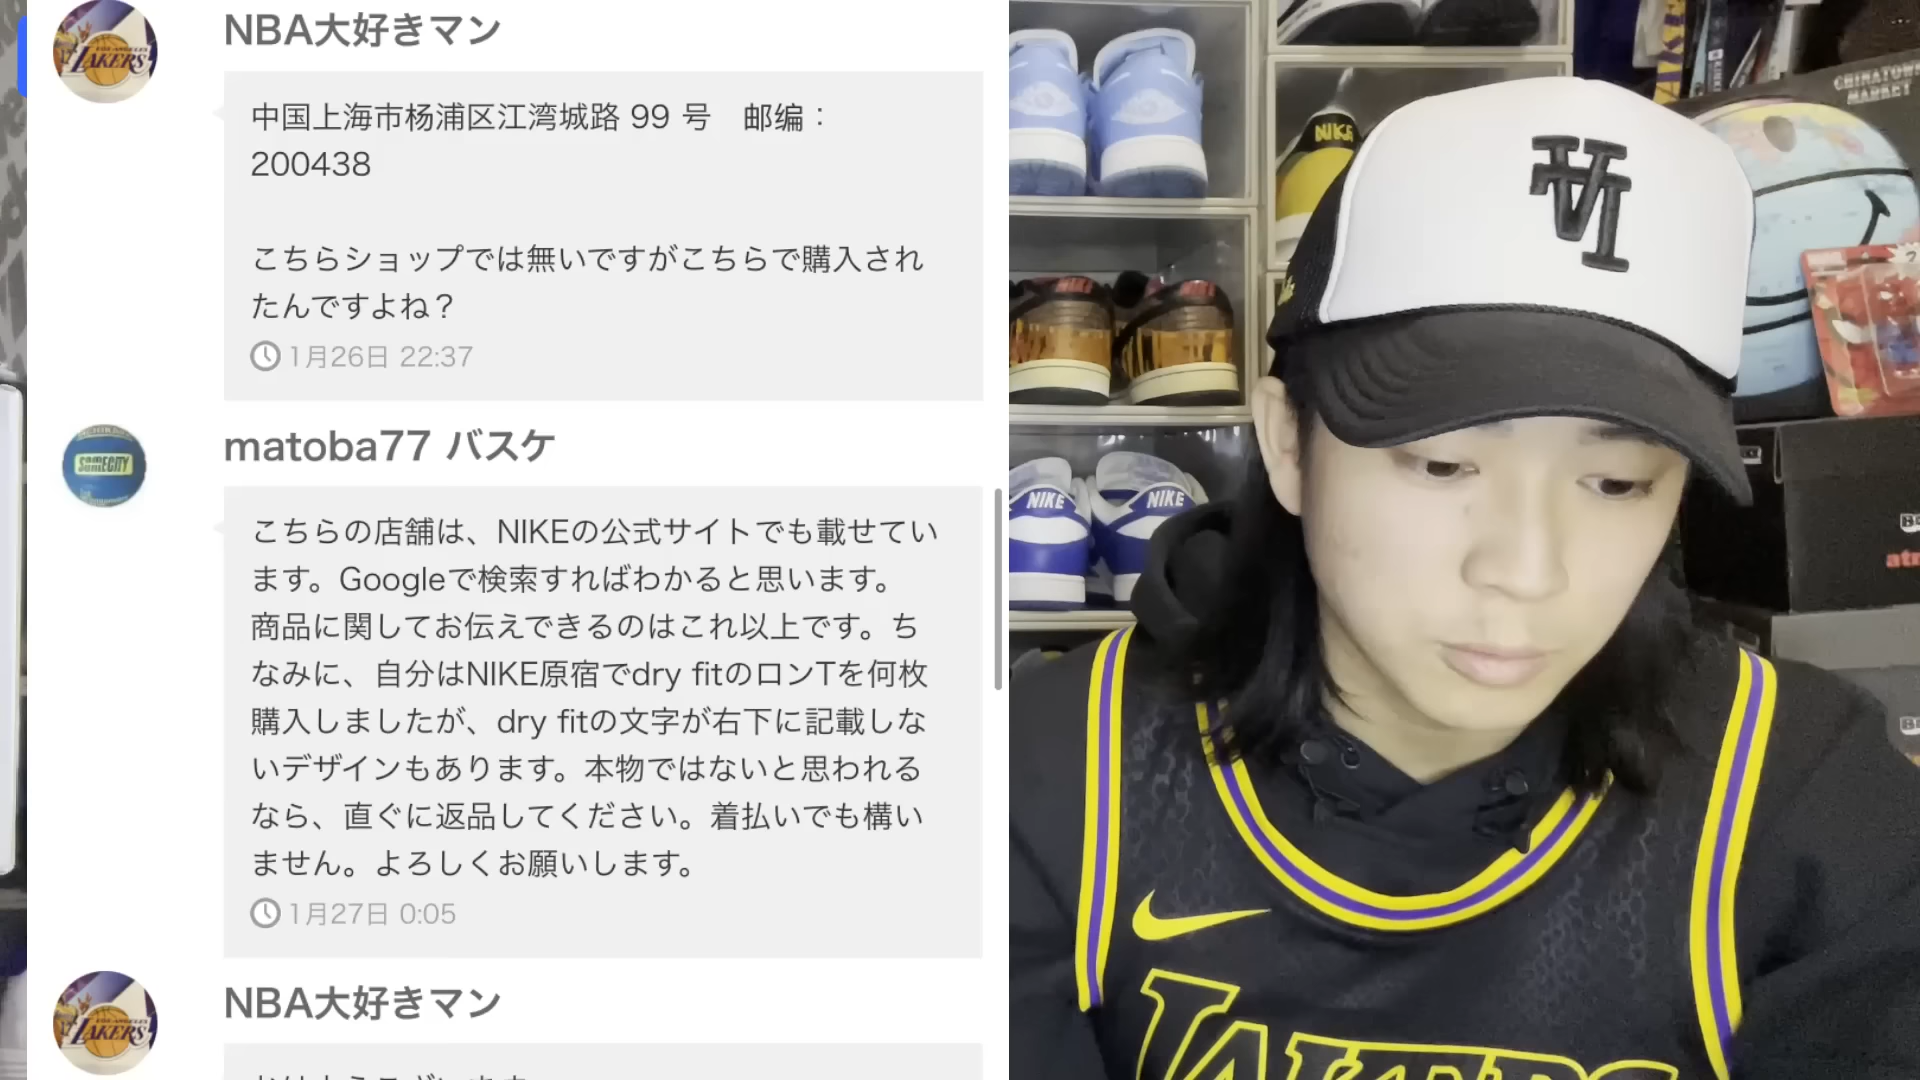 NBA大好きマン
中国上海市杨浦区江湾城路 99 号　邮编：
200438
こちらショップでは無いですがこちらで購入され
たんですよね？
1月26日 22:37
matoba77 バスケ
こちらの店舗は、NIKEの公式サイトでも載せてい
ます。Googleで検索すればわかると思います。
商品に関してお伝えできるのはこれ以上です。ち
なみに、自分はNIKE原宿でdry fitのロンTを何枚
購入しましたが、dry fitの文字が右下に記載しな
いデザインもあります。本物ではないと思われる
なら、直ぐに返品してください。着払いでも構い
ません。よろしくお願いします。
1月27日 0:05
NBA大好きマン
LAKERS
SOMECITY
LAKERS
NIKE
CHINATOWN
MARKET
NIKE
NIKE
LAKERS